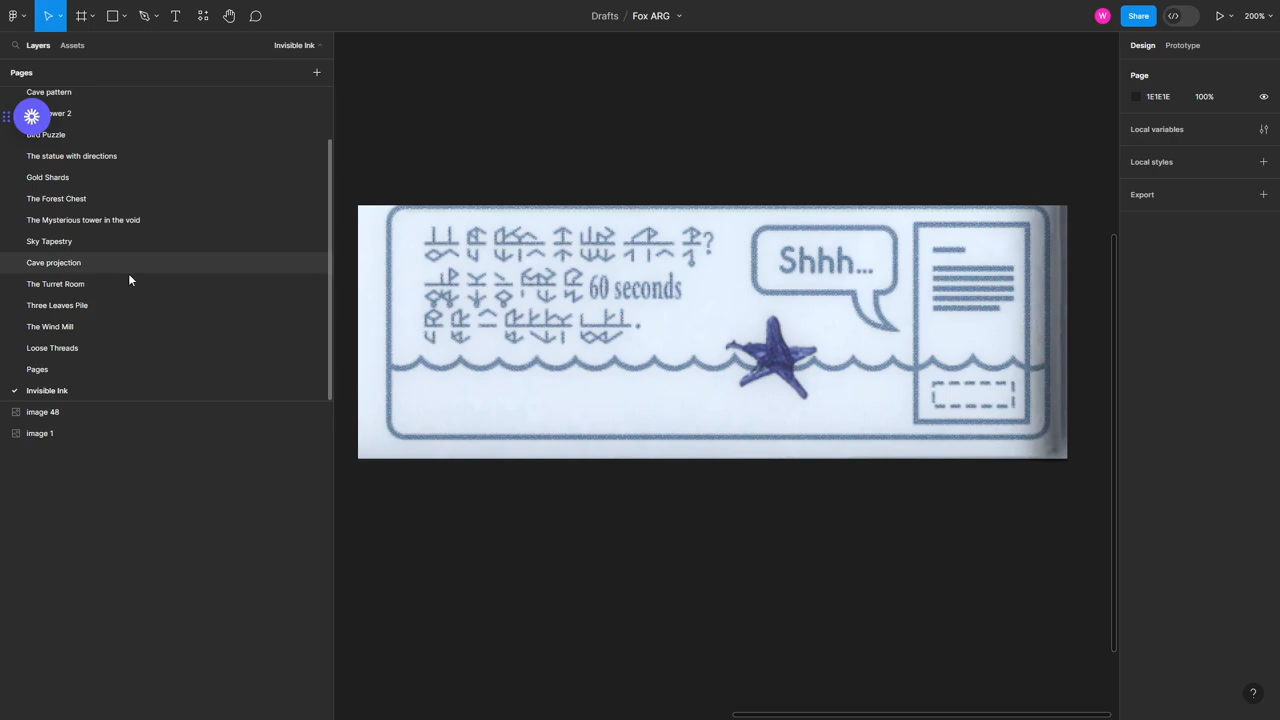 Drafts / Fox ARG
Share
200%
Layers
Assets
Invisible Ink
Pages
Cave pattern
Bird Puzzle
The statue with directions
Gold Shards
The Forest Chest
The Mysterious tower in the void
Sky Tapestry
Cave projection
The Turret Room
Three Leaves Pile
The Wind Mill
Loose Threads
Pages
Invisible Ink
image 48
image 1
Shhh...
60 seconds
Design
Prototype
Page
1E1E1E
100%
Local variables
Local styles
Export
W
?